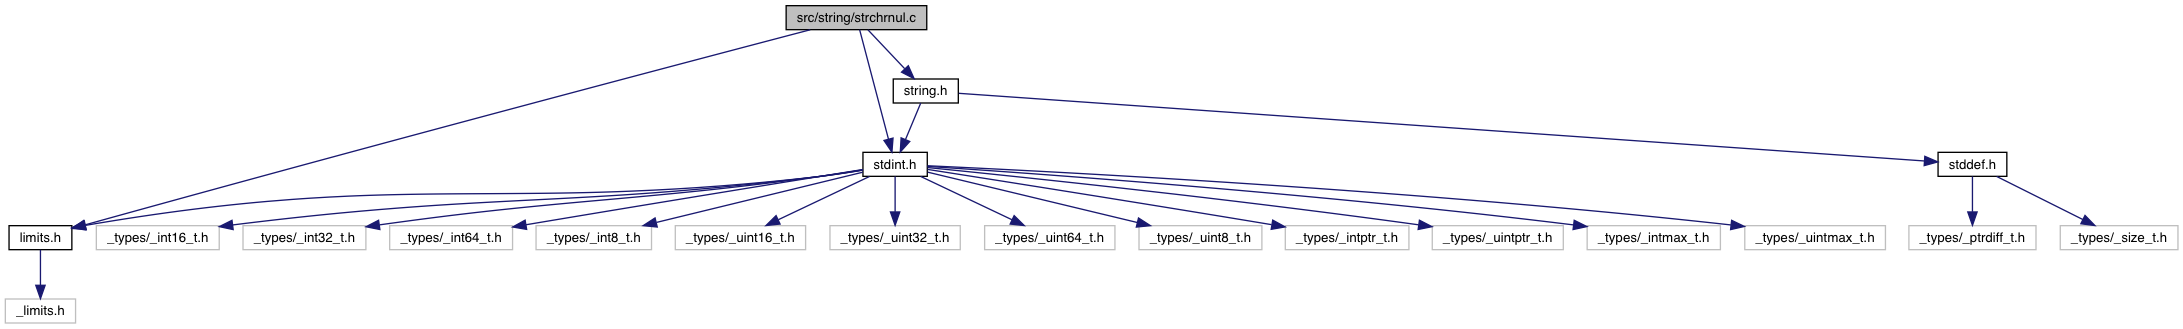 src/string/strchrnul.c
string.h
stdint.h
stddef.h
limits.h
_types/_int16_t.h
_types/_int32_t.h
_types/_int64_t.h
_types/_int8_t.h
_types/_uint16_t.h
_types/_uint32_t.h
_types/_uint64_t.h
_types/_uint8_t.h
_types/_intptr_t.h
_types/_uintptr_t.h
_types/_intmax_t.h
_types/_uintmax_t.h
_types/_ptrdiff_t.h
_types/_size_t.h
_limits.h